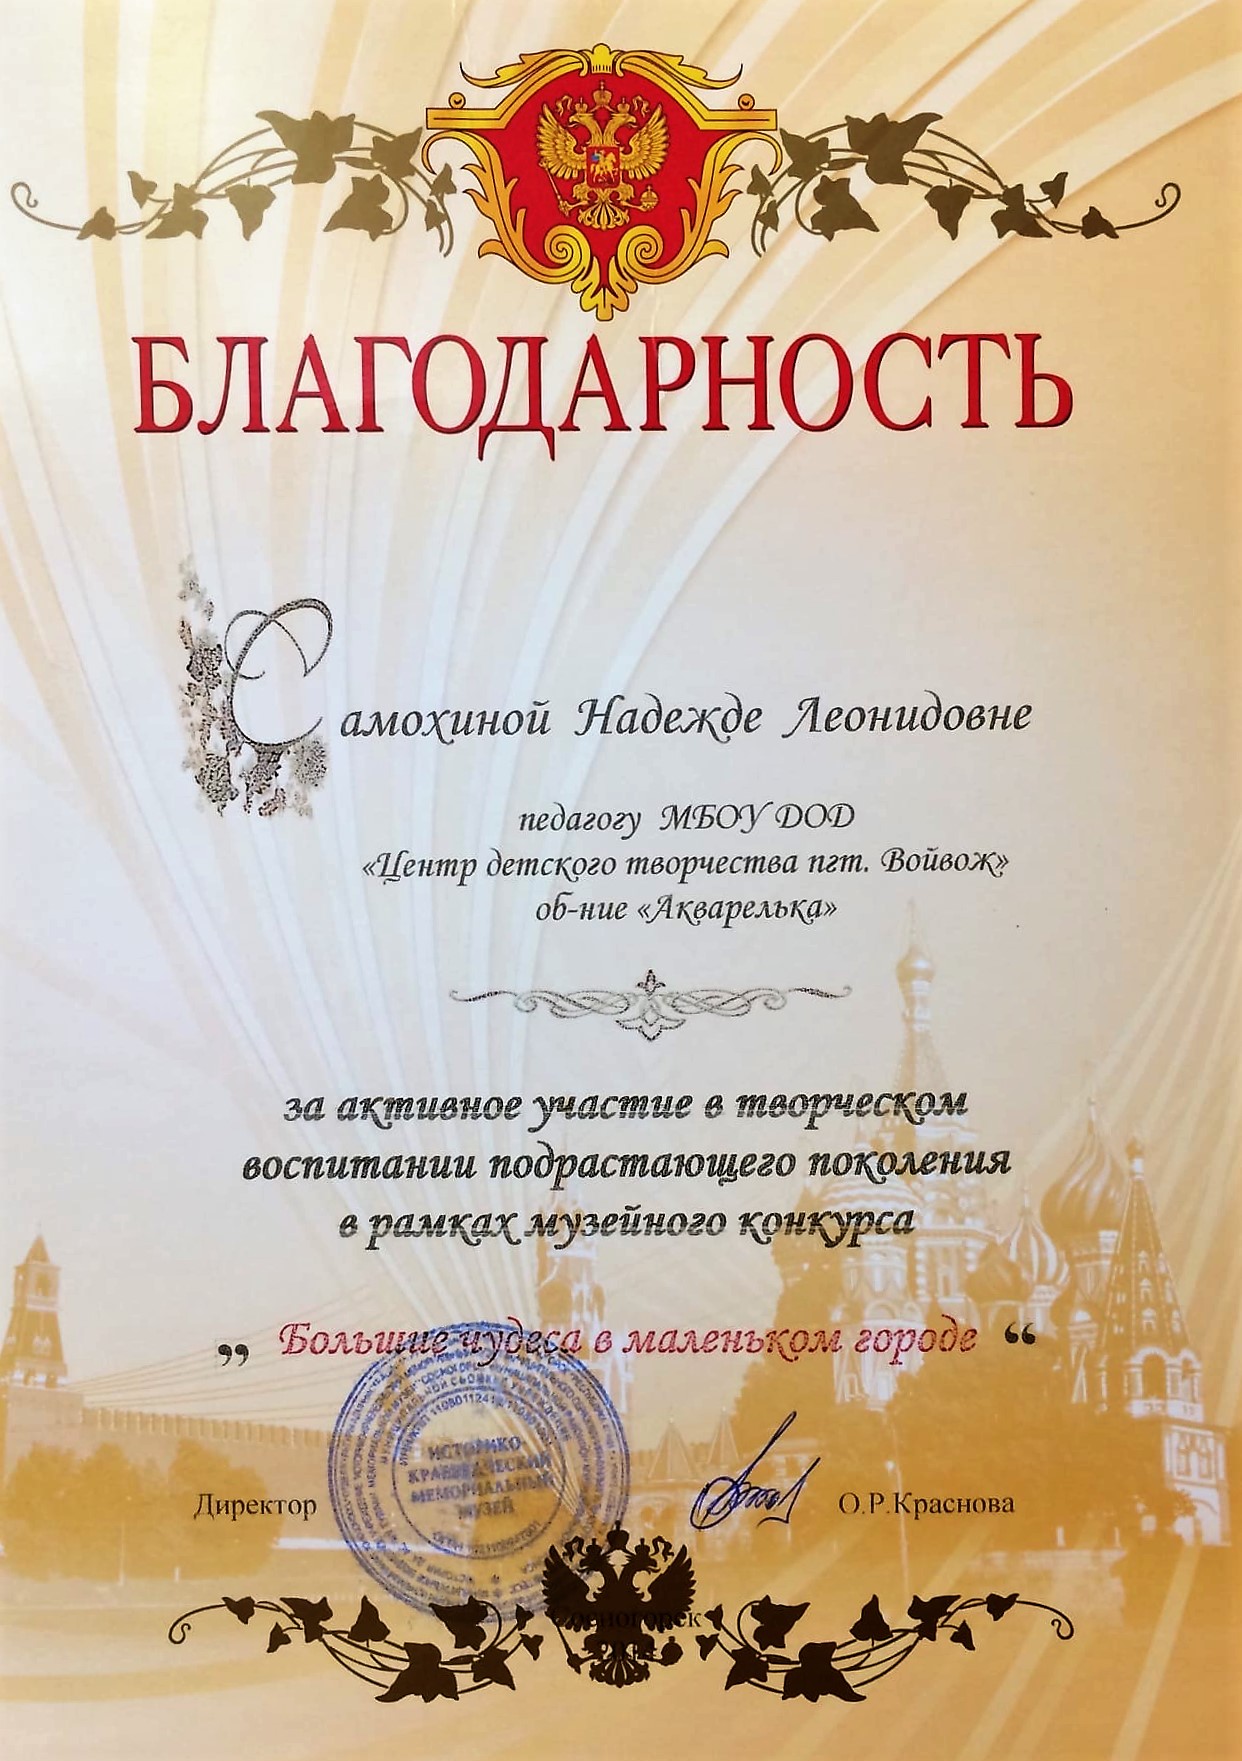 БЛАГОДАРНОСТЬ
Самохиной Надежде Леонидовне
педагогу МБОУ ДОД
«Центр детского творчества пгт. Войвож»
об-ние «Акварелька»
за активное участие в творческом
воспитании подрастающего поколения
в рамках музейного конкурса
„ Большие чудеса в маленьком городе “
ИСТОРИКО-
КРАЕВЕДЧЕСКИЙ
МЕМОРИАЛЬНЫЙ
МУЗЕЙ
Директор О.Р.Краснова
Сосногорск